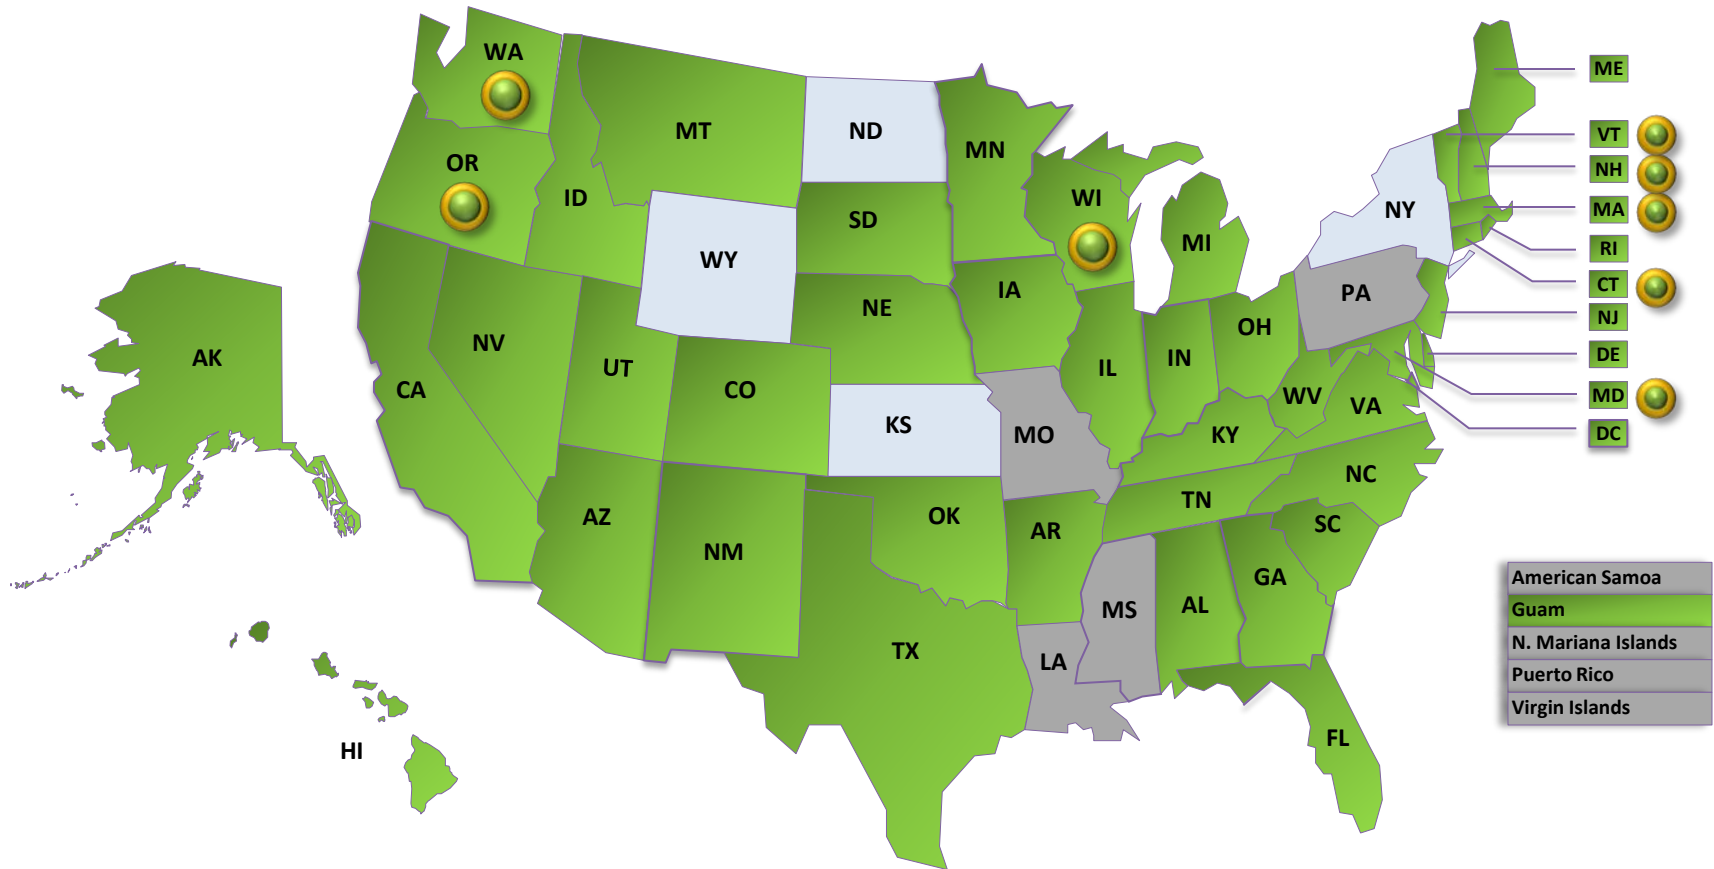 WA
OR
MT
ID
ND
MN
SD
WI
WY
NE
IA
MI
NY
PA
NV
UT
CO
CA
KS
MO
IL
IN
OH
WV
VA
KY
AK
AZ
NM
OK
AR
TN
NC
SC
TX
LA
MS
AL
GA
FL
HI
ME
VT
NH
MA
RI
CT
NJ
DE
MD
DC
American Samoa
Guam
N. Mariana Islands
Puerto Rico
Virgin Islands